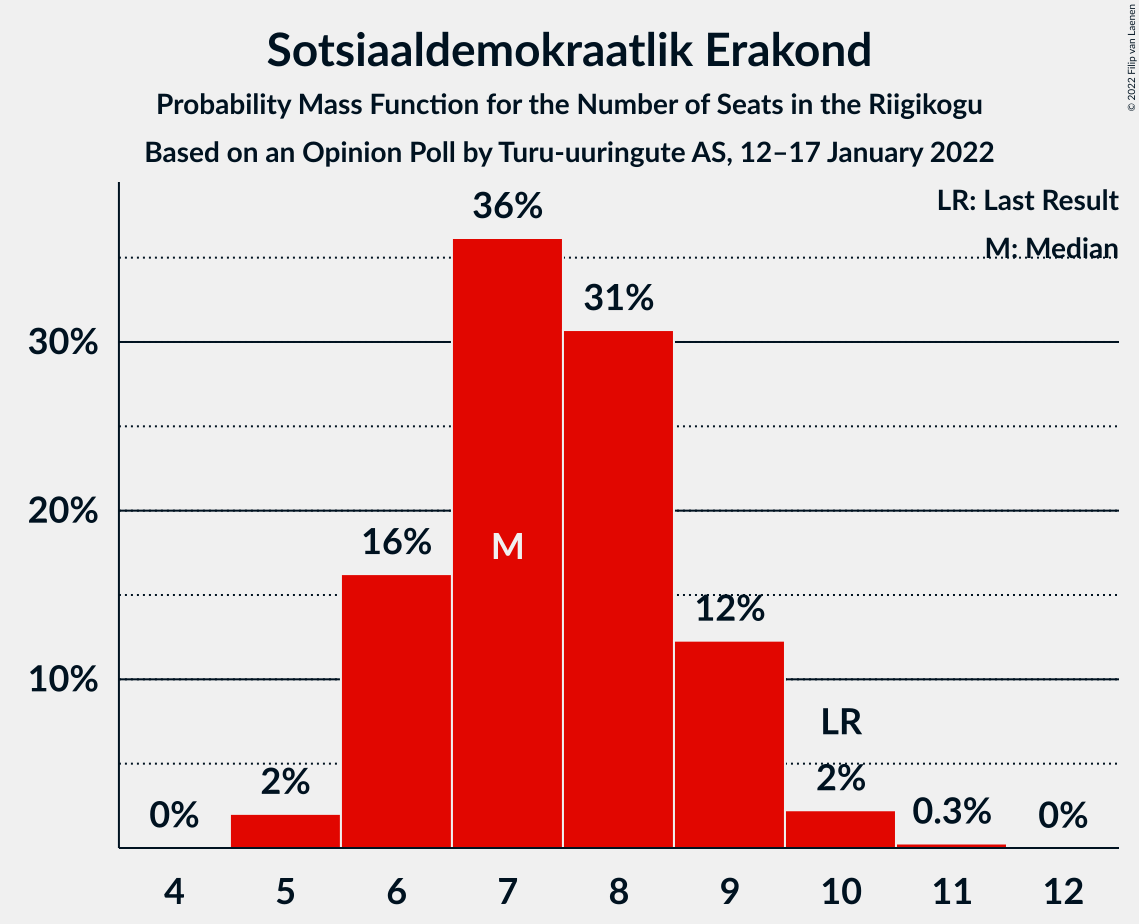 Sotsiaaldemokraatlik Erakond
Probability Mass Function for the Number of Seats in the Riigikogu
Based on an Opinion Poll by Turu-uuringute AS, 12–17 January 2022
© 2022 Filip van Laenen
LR: Last Result
M: Median
36%
31%
30%
20%
16%
M
12%
10%
LR
2%
2%
0%
0.3%
0%
4 5 6 7 8 9 10 11 12